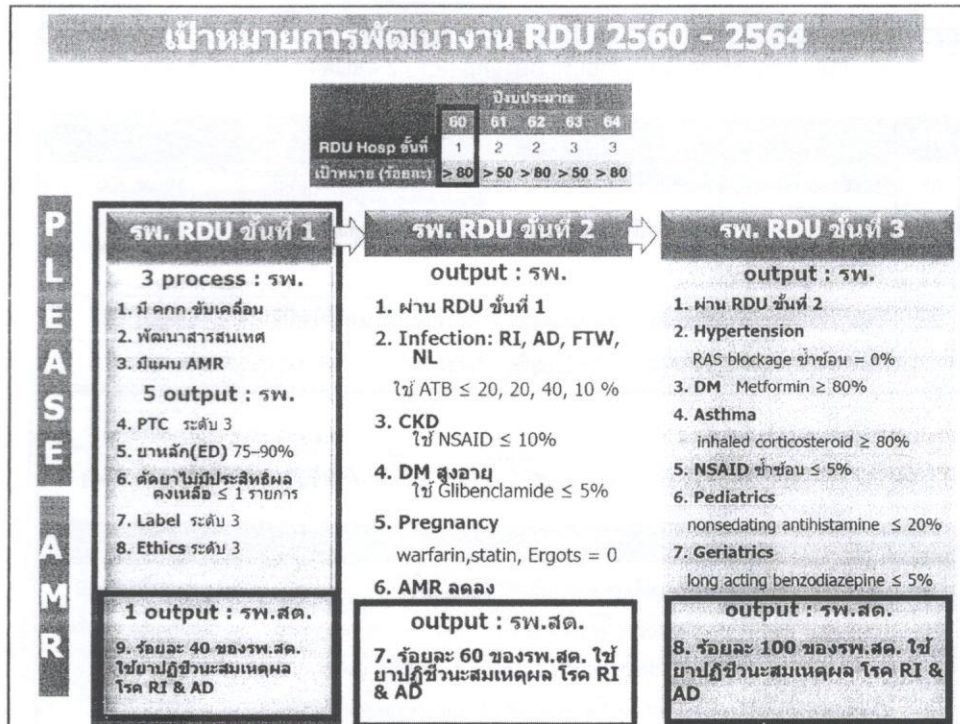 เป้าหมายการพัฒนางาน RDU 2560 - 2564
ปีงบประมาณ
60 61 62 63 64
RDU Hosp ขั้นที่ 1 2 2 3 3
เป้าหมาย (ร้อยละ) > 80 > 50 > 80 > 50 > 80
PLEASE
AMR
รพ. RDU ขั้นที่ 1
3 process : รพ.
1. มี คกก.ขับเคลื่อน
2. พัฒนาสารสนเทศ
3. มีแผน AMR
5 output : รพ.
4. PTC ระดับ 3
5. ยาหลัก(ED) 75–90%
6. ตัดยาไม่มีประสิทธิผล
คงเหลือ ≤ 1 รายการ
7. Label ระดับ 3
8. Ethics ระดับ 3
1 output : รพ.สต.
9. ร้อยละ 40 ของรพ.สต.
ใช้ยาปฏิชีวนะสมเหตุผล
โรค RI & AD
รพ. RDU ขั้นที่ 2
output : รพ.
1. ผ่าน RDU ขั้นที่ 1
2. Infection: RI, AD, FTW,
NL
ใช้ ATB ≤ 20, 20, 40, 10 %
3. CKD
ใช้ NSAID ≤ 10%
4. DM สูงอายุ
ใช้ Glibenclamide ≤ 5%
5. Pregnancy
warfarin,statin, Ergots = 0
6. AMR ลดลง
output : รพ.สต.
7. ร้อยละ 60 ของรพ.สต. ใช้
ยาปฏิชีวนะสมเหตุผล โรค RI
& AD
รพ. RDU ขั้นที่ 3
output : รพ.
1. ผ่าน RDU ขั้นที่ 2
2. Hypertension
RAS blockage ซ้ำซ้อน = 0%
3. DM Metformin ≥ 80%
4. Asthma
inhaled corticosteroid ≥ 80%
5. NSAID ซ้ำซ้อน ≤ 5%
6. Pediatrics
nonsedating antihistamine ≤ 20%
7. Geriatrics
long acting benzodiazepine ≤ 5%
output : รพ.สต.
8. ร้อยละ 100 ของรพ.สต. ใช้
ยาปฏิชีวนะสมเหตุผล โรค RI &
AD